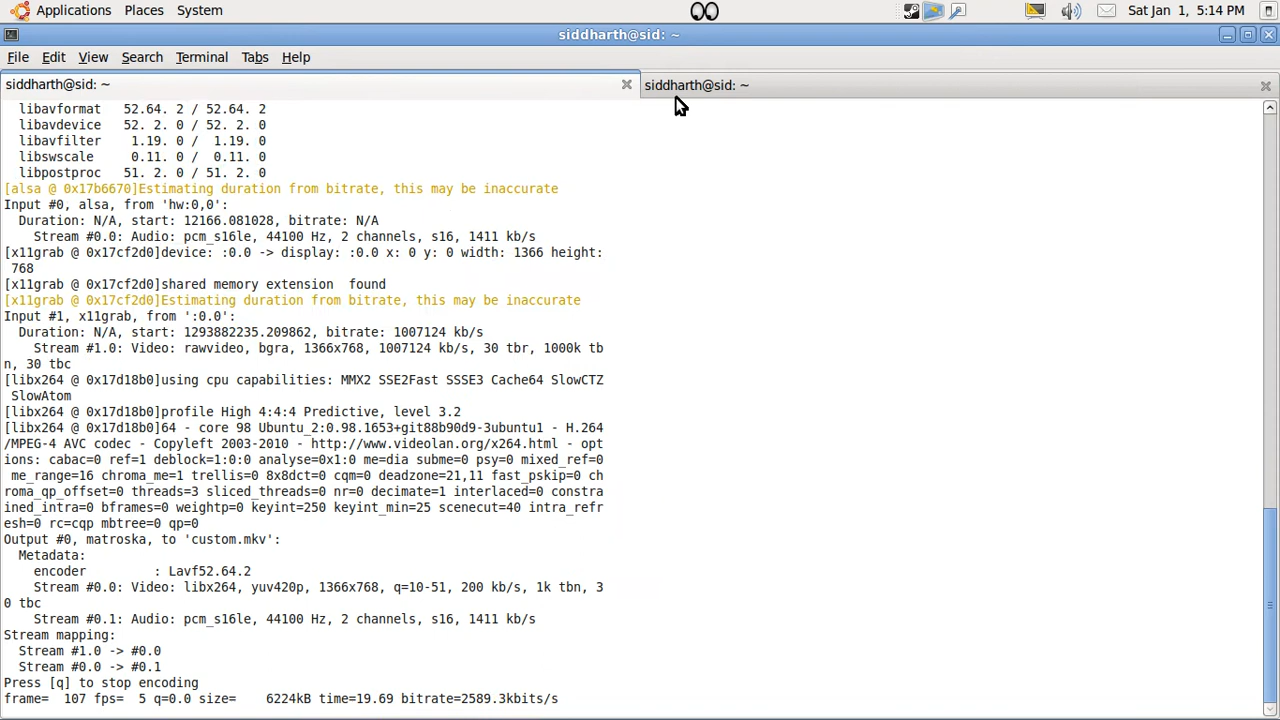 Applications Places System
Sat Jan 1, 5:14 PM
siddharth@sid: ~
File Edit View Search Terminal Tabs Help
siddharth@sid: ~
siddharth@sid: ~
libavformat 52.64. 2 / 52.64. 2
libavdevice 52. 2. 0 / 52. 2. 0
libavfilter 1.19. 0 / 1.19. 0
libswscale 0.11. 0 / 0.11. 0
libpostproc 51. 2. 0 / 51. 2. 0
[alsa @ 0x17b6670]Estimating duration from bitrate, this may be inaccurate
Input #0, alsa, from 'hw:0,0':
Duration: N/A, start: 12166.081028, bitrate: N/A
Stream #0.0: Audio: pcm_s16le, 44100 Hz, 2 channels, s16, 1411 kb/s
[x11grab @ 0x17cf2d0]device: :0.0 -> display: :0.0 x: 0 y: 0 width: 1366 height:
768
[x11grab @ 0x17cf2d0]shared memory extension found
[x11grab @ 0x17cf2d0]Estimating duration from bitrate, this may be inaccurate
Input #1, x11grab, from ':0.0':
Duration: N/A, start: 1293882235.209862, bitrate: 1007124 kb/s
Stream #1.0: Video: rawvideo, bgra, 1366x768, 1007124 kb/s, 30 tbr, 1000k tb
n, 30 tbc
[libx264 @ 0x17d18b0]using cpu capabilities: MMX2 SSE2Fast SSSE3 Cache64 SlowCTZ
SlowAtom
[libx264 @ 0x17d18b0]profile High 4:4:4 Predictive, level 3.2
[libx264 @ 0x17d18b0]64 - core 98 Ubuntu_2:0.98.1653+git88b90d9-3ubuntu1 - H.264
/MPEG-4 AVC codec - Copyleft 2003-2010 - http://www.videolan.org/x264.html - opt
ions: cabac=0 ref=1 deblock=1:0:0 analyse=0x1:0 me=dia subme=0 psy=0 mixed_ref=0
me_range=16 chroma_me=1 trellis=0 8x8dct=0 cqm=0 deadzone=21,11 fast_pskip=0 ch
roma_qp_offset=0 threads=3 sliced_threads=0 nr=0 decimate=1 interlaced=0 constra
ined_intra=0 bframes=0 weightp=0 keyint=250 keyint_min=25 scenecut=40 intra_refr
esh=0 rc=cqp mbtree=0 qp=0
Output #0, matroska, to 'custom.mkv':
Metadata:
encoder : Lavf52.64.2
Stream #0.0: Video: libx264, yuv420p, 1366x768, q=10-51, 200 kb/s, 1k tbn, 3
0 tbc
Stream #0.1: Audio: pcm_s16le, 44100 Hz, 2 channels, s16, 1411 kb/s
Stream mapping:
Stream #1.0 -> #0.0
Stream #0.0 -> #0.1
Press [q] to stop encoding
frame= 107 fps= 5 q=0.0 size= 6224kB time=19.69 bitrate=2589.3kbits/s